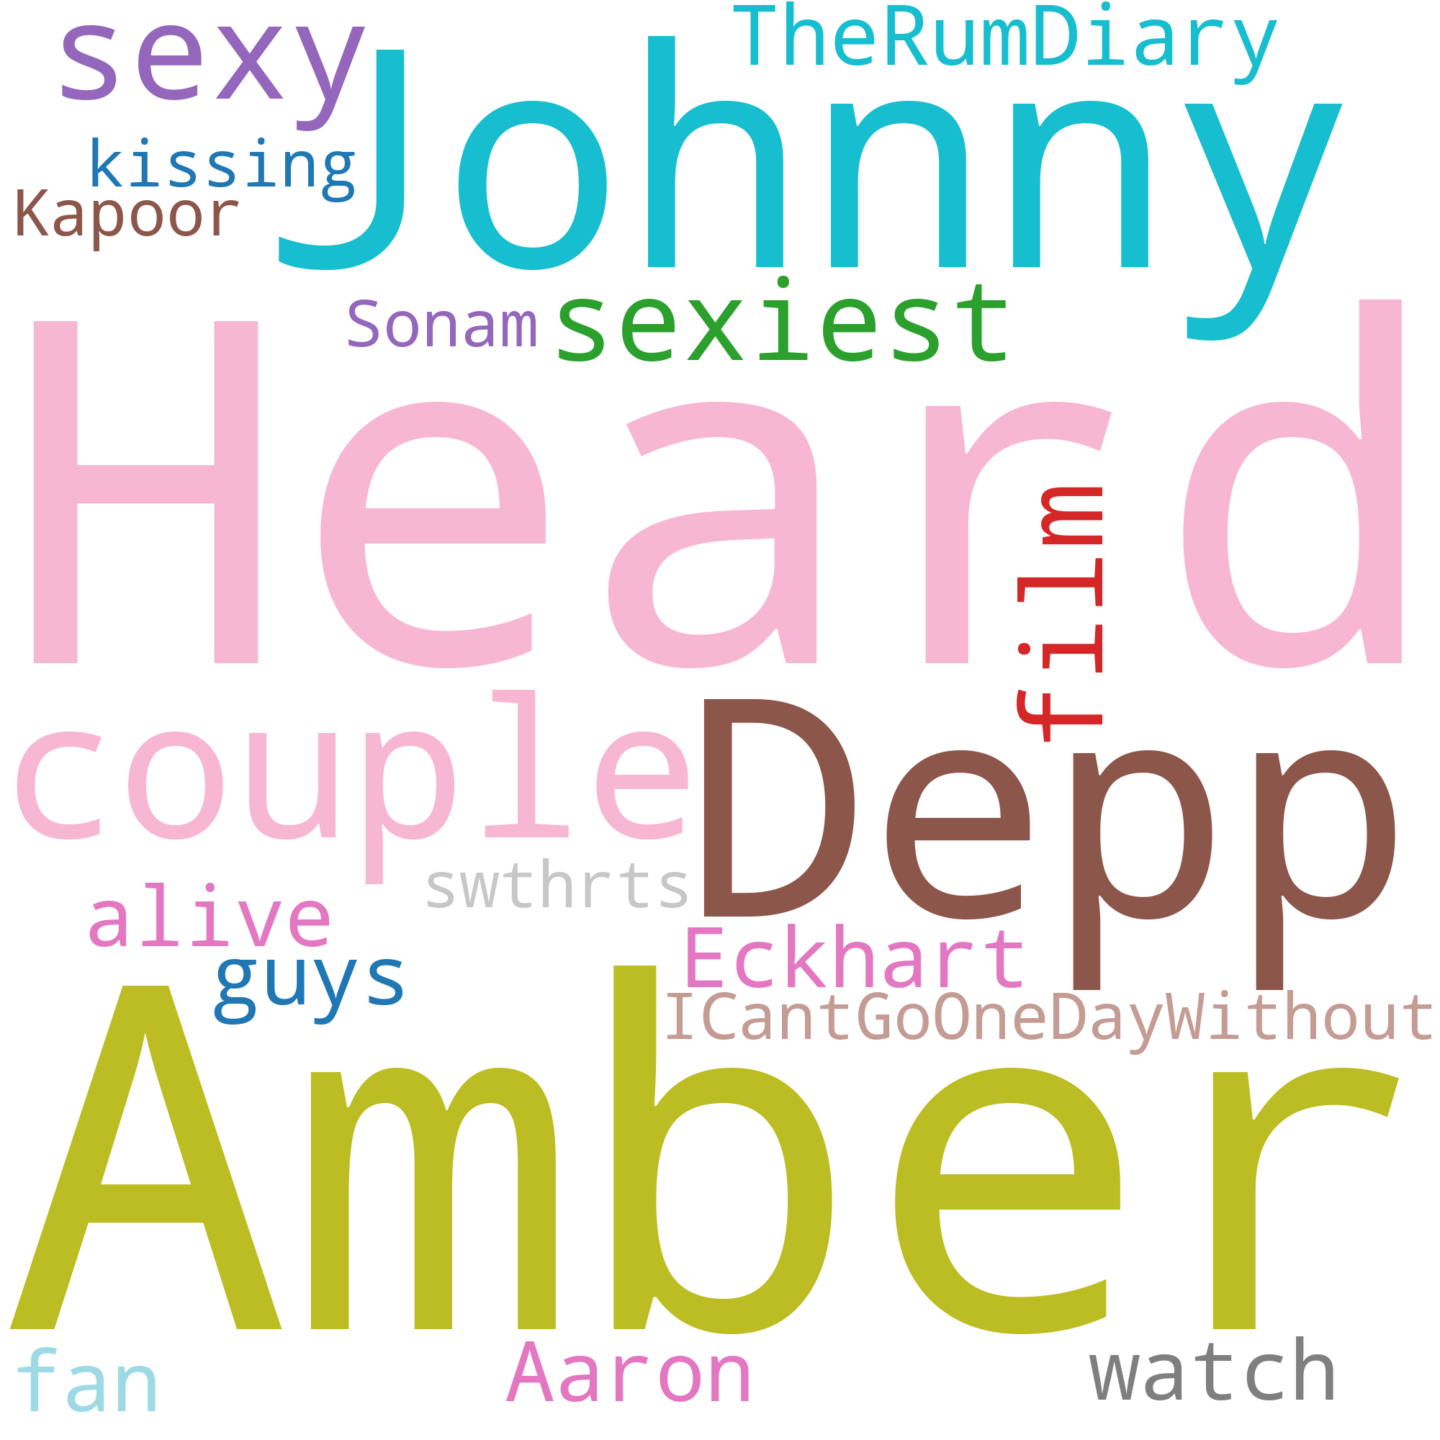 sexy
TheRumDiary
Johnny
kissing
Kapoor
Sonam
sexiest
Heard
film
couple
Depp
swthrts
alive
Eckhart
guys
ICantGoOneDayWithout
Amber
fan
Aaron
watch